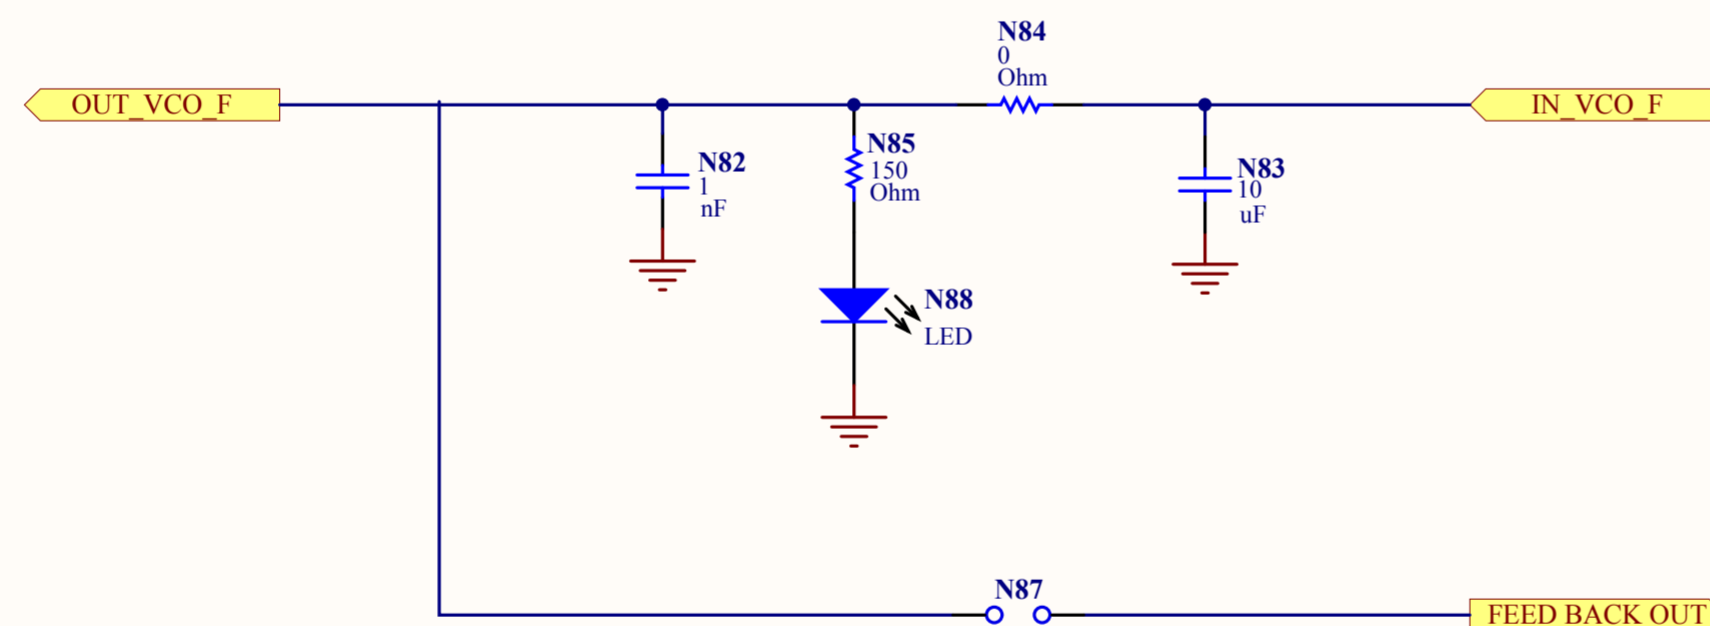 N84
0
Ohm
OUT_VCO_F
IN_VCO_F
N85
150
Ohm
N82
1
nF
N83
10
uF
N88
LED
N87
FEED BACK OUT